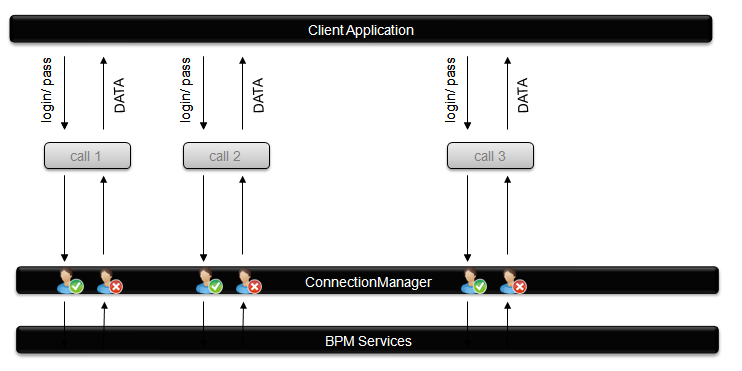 Client Application
login/ pass
DATA
login/ pass
DATA
login/ pass
DATA
call 1
call 2
call 3
ConnectionManager
BPM Services